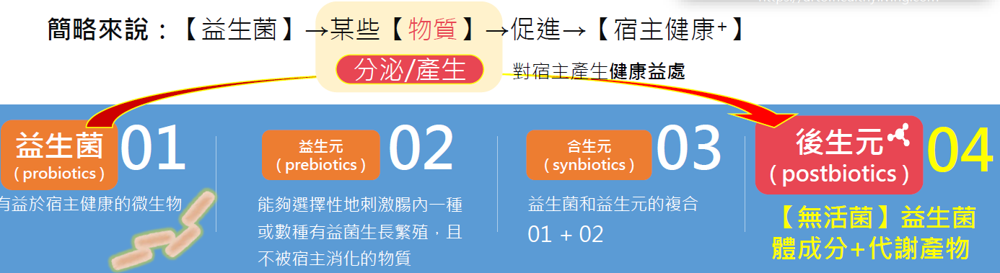 簡略來說：【益生菌】→某些【物質】→促進→【宿主健康+】
分泌/產生
對宿主產生健康益處
益生菌
(probiotics)
01
有益於宿主健康的微生物
益生元
(prebiotics)
02
能夠選擇性地刺激腸內一種
或數種有益菌生長繁殖，且
不被宿主消化的物質
合生元
(synbiotics)
03
益生菌和益生元的複合
01 + 02
後生元
(postbiotics)
04
【無活菌】益生菌
體成分+代謝產物